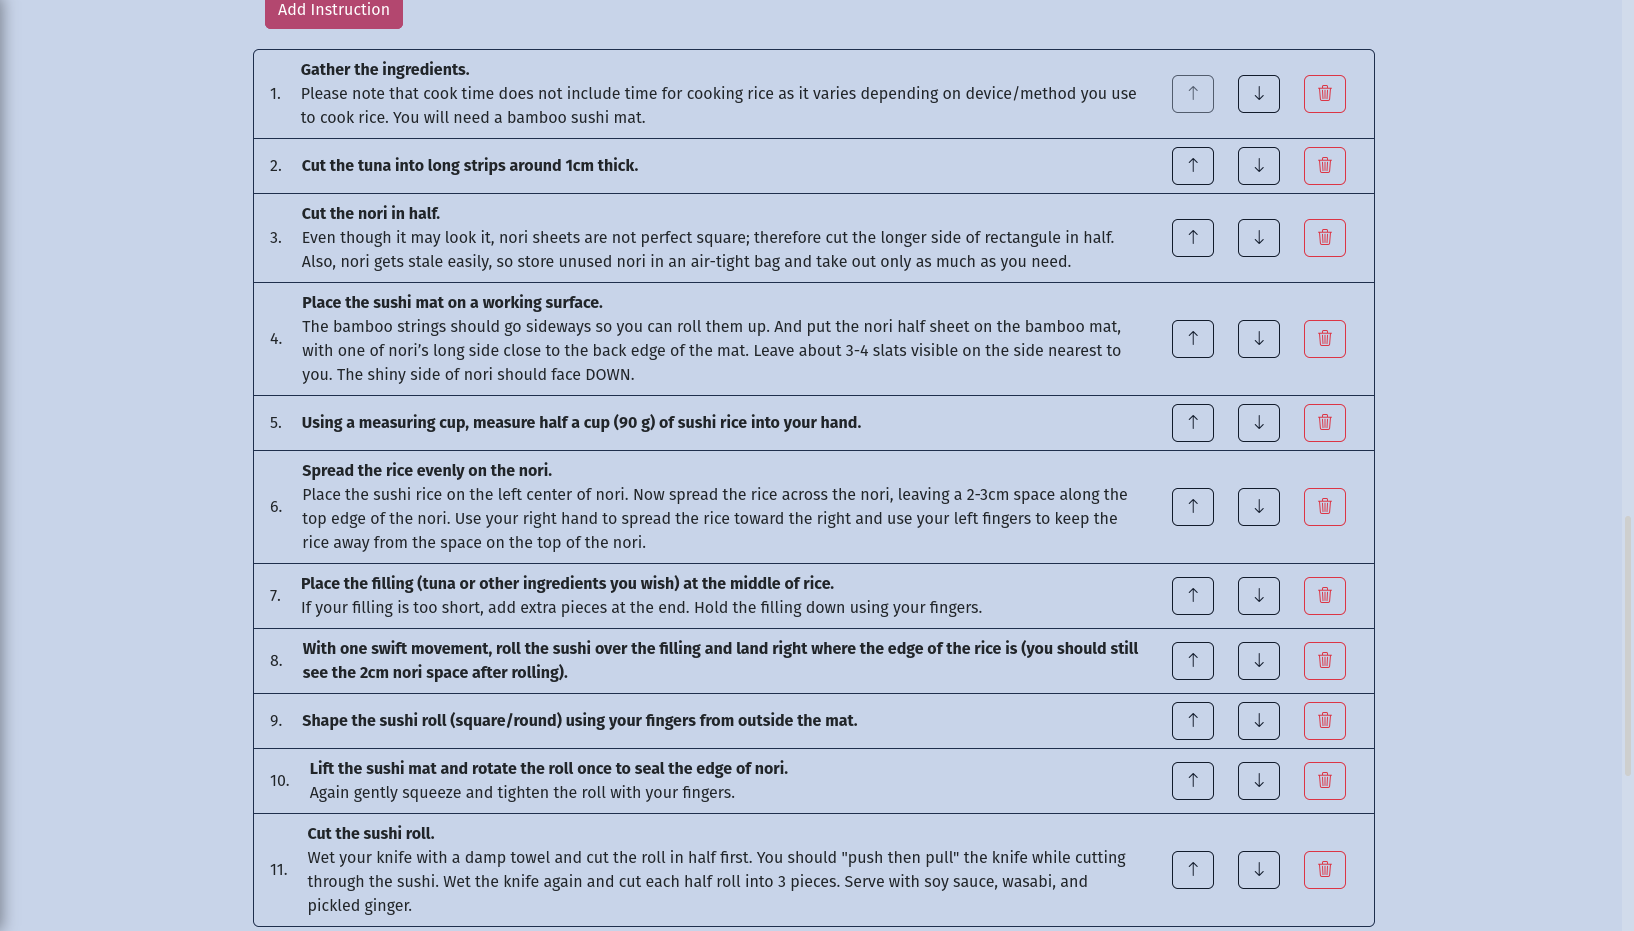 Add Instruction
Gather the ingredients.
1.
Please note that cook time does not include time for cooking rice as it varies depending on device/method you use
to cook rice. You will need a bamboo sushi mat.
2. Cut the tuna into long strips around 1cm thick.
Cut the nori in half.
3.
Even though it may look it, nori sheets are not perfect square; therefore cut the longer side of rectangule in half.
Also, nori gets stale easily, so store unused nori in an air-tight bag and take out only as much as you need.
Place the sushi mat on a working surface.
The bamboo strings should go sideways so you can roll them up. And put the nori half sheet on the bamboo mat,
4.
with one of nori’s long side close to the back edge of the mat. Leave about 3-4 slats visible on the side nearest to
you. The shiny side of nori should face DOWN.
5. Using a measuring cup, measure half a cup (90 g) of sushi rice into your hand.
Spread the rice evenly on the nori.
Place the sushi rice on the left center of nori. Now spread the rice across the nori, leaving a 2-3cm space along the
6.
top edge of the nori. Use your right hand to spread the rice toward the right and use your left fingers to keep the
rice away from the space on the top of the nori.
Place the filling (tuna or other ingredients you wish) at the middle of rice.
7.
If your filling is too short, add extra pieces at the end. Hold the filling down using your fingers.
With one swift movement, roll the sushi over the filling and land right where the edge of the rice is (you should still
8.
see the 2cm nori space after rolling).
9. Shape the sushi roll (square/round) using your fingers from outside the mat.
Lift the sushi mat and rotate the roll once to seal the edge of nori.
10.
Again gently squeeze and tighten the roll with your fingers.
Cut the sushi roll.
Wet your knife with a damp towel and cut the roll in half first. You should "push then pull" the knife while cutting
11.
through the sushi. Wet the knife again and cut each half roll into 3 pieces. Serve with soy sauce, wasabi, and
pickled ginger.